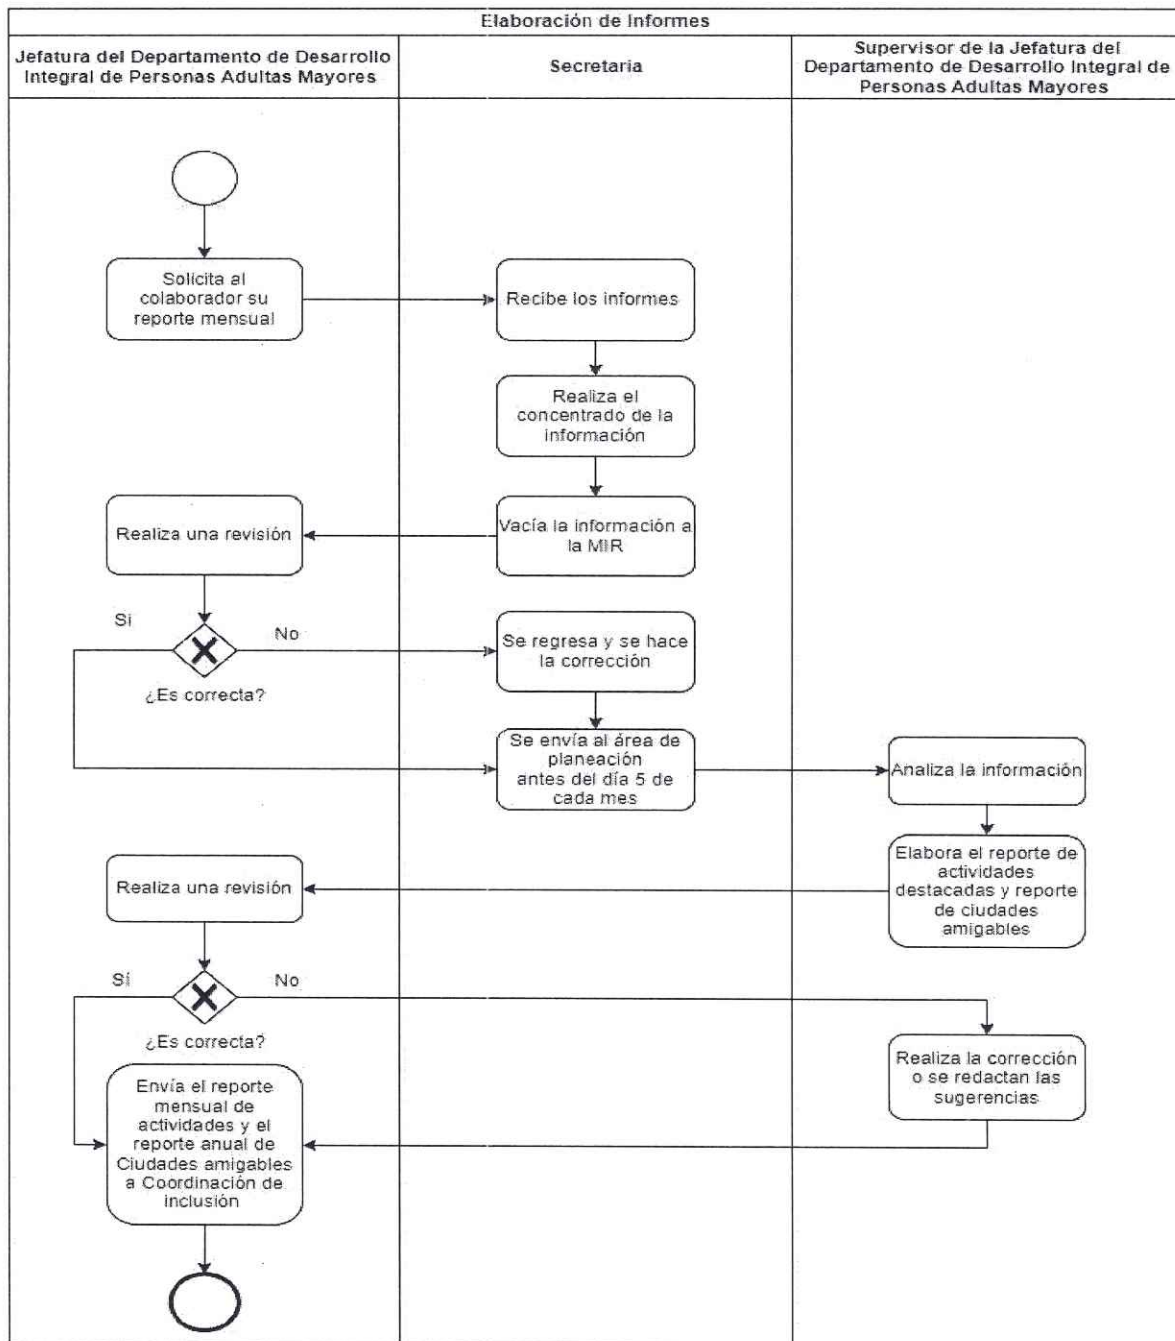 Elaboración de Informes
Jefatura del Departamento de Desarrollo
Integral de Personas Adultas Mayores
Secretaria
Supervisor de la Jefatura del
Departamento de Desarrollo Integral de
Personas Adultas Mayores
Solicita al
colaborador su
reporte mensual
Recibe los informes
Realiza el
concentrado de la
información
Vacía la información a
la MIR
Realiza una revisión
Si
No
¿Es correcta?
Se regresa y se hace
la corrección
Se envía al área de
planeación
antes del día 5 de
cada mes
Analiza la información
Elabora el reporte de
actividades
destacadas y reporte
de ciudades
amigables
Realiza una revisión
Sí
No
¿Es correcta?
Realiza la corrección
o se redactan las
sugerencias
Envía el reporte
mensual de
actividades y el
reporte anual de
Ciudades amigables
a Coordinación de
inclusión